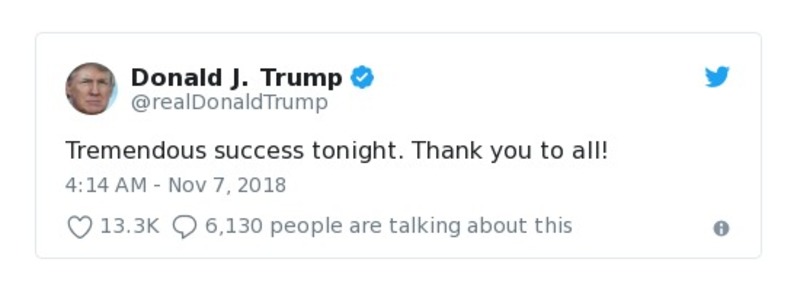 Donald J. Trump
@realDonaldTrump
Tremendous success tonight. Thank you to all!
4:14 AM - Nov 7, 2018
13.3K 6,130 people are talking about this